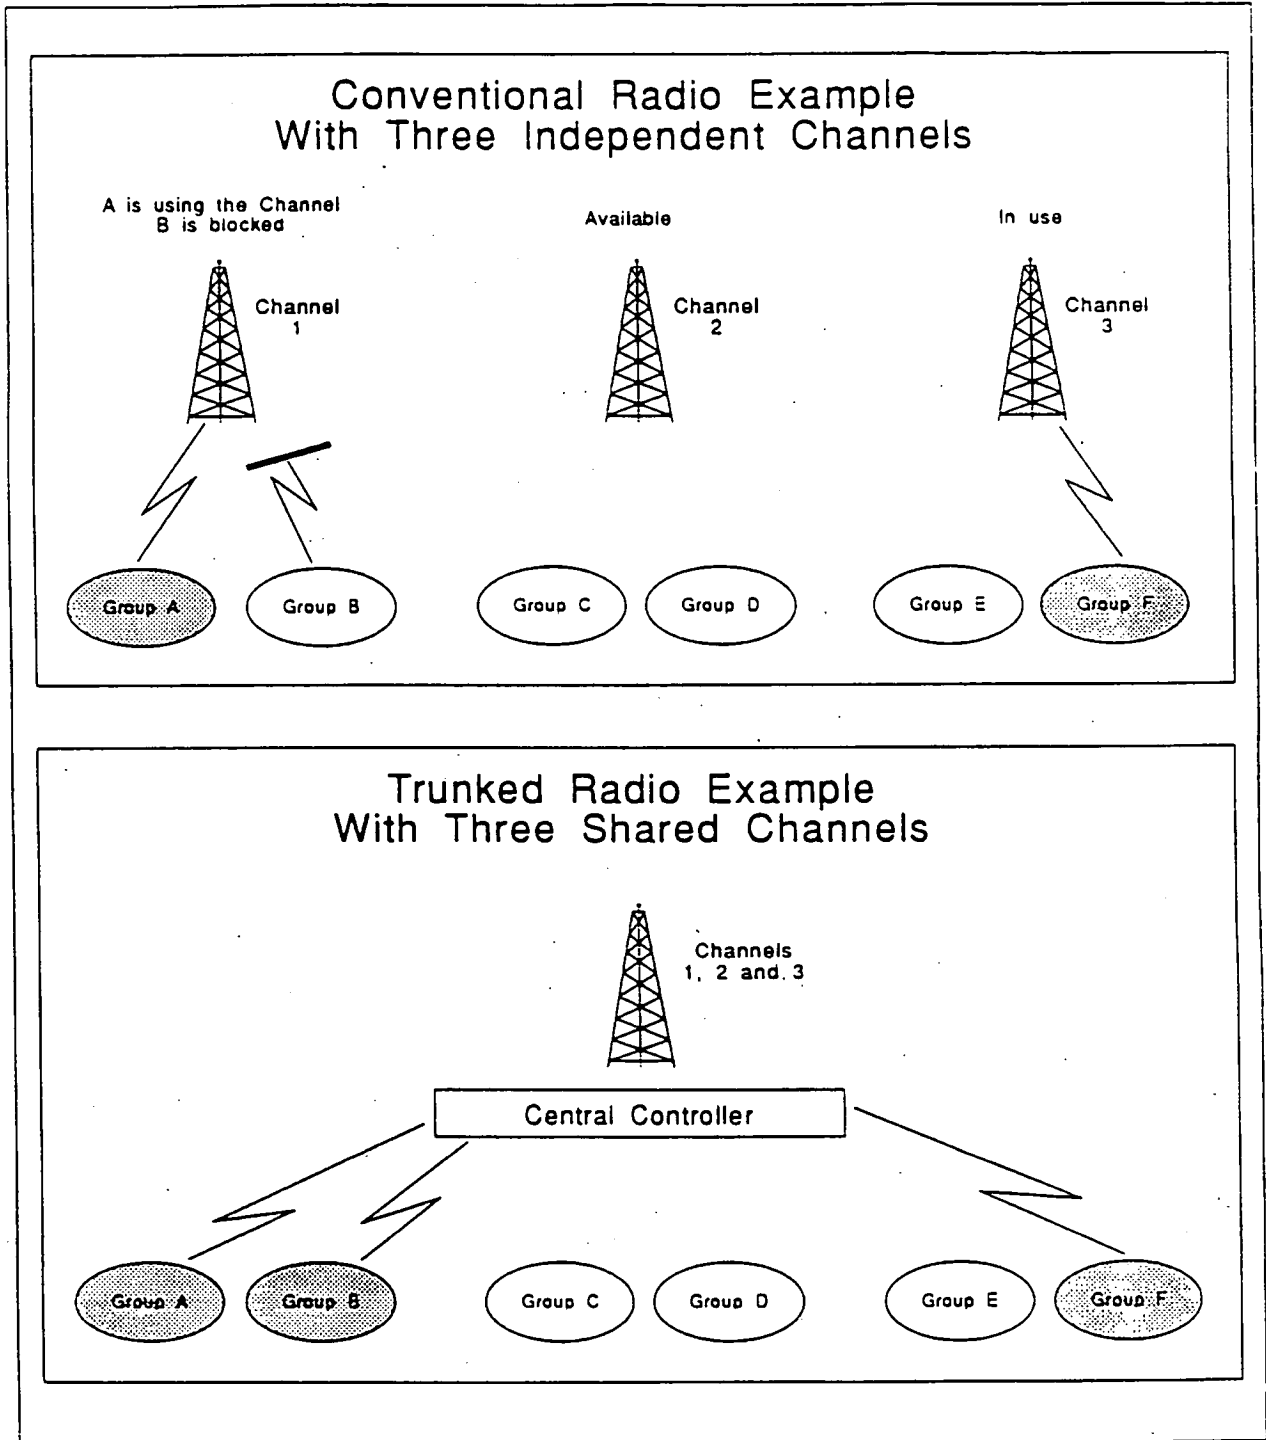 Conventional Radio Example
With Three Independent Channels
A is using the Channel
B is blocked
Available
In use
Channel
1
Channel
2
Channel
3
Group A
Group B
Group C
Group D
Group E
Group F
Trunked Radio Example
With Three Shared Channels
Channels
1, 2 and 3
Central Controller
Group A
Group B
Group C
Group D
Group E
Group F